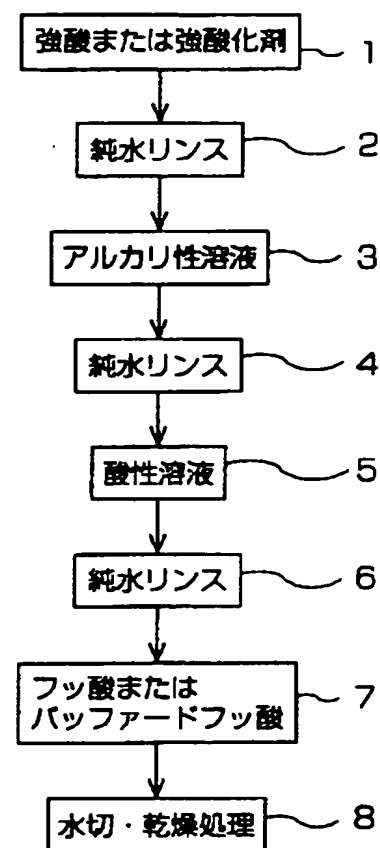 強酸または強酸化剤 1
純水リンス 2
アルカリ性溶液 3
純水リンス 4
酸性溶液 5
純水リンス 6
フッ酸または
バッファードフッ酸 7
水切・乾燥処理 8